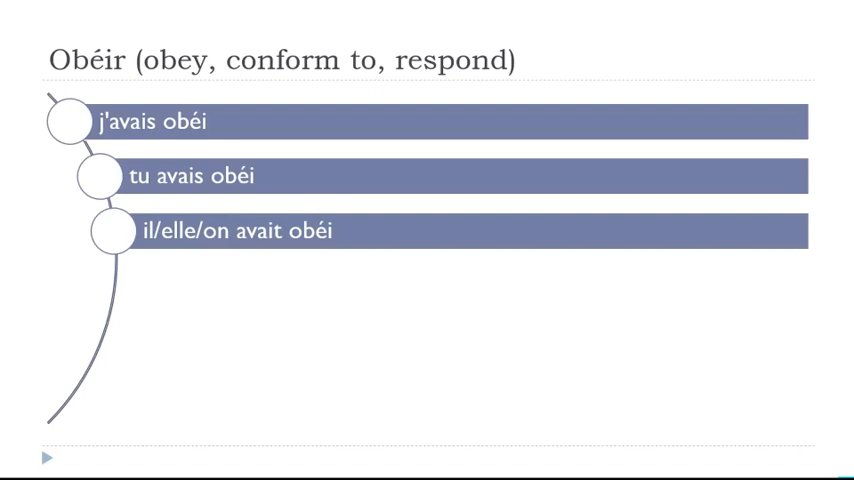 Obéir (obey, conform to, respond)
j'avais obéi
tu avais obéi
il/elle/on avait obéi